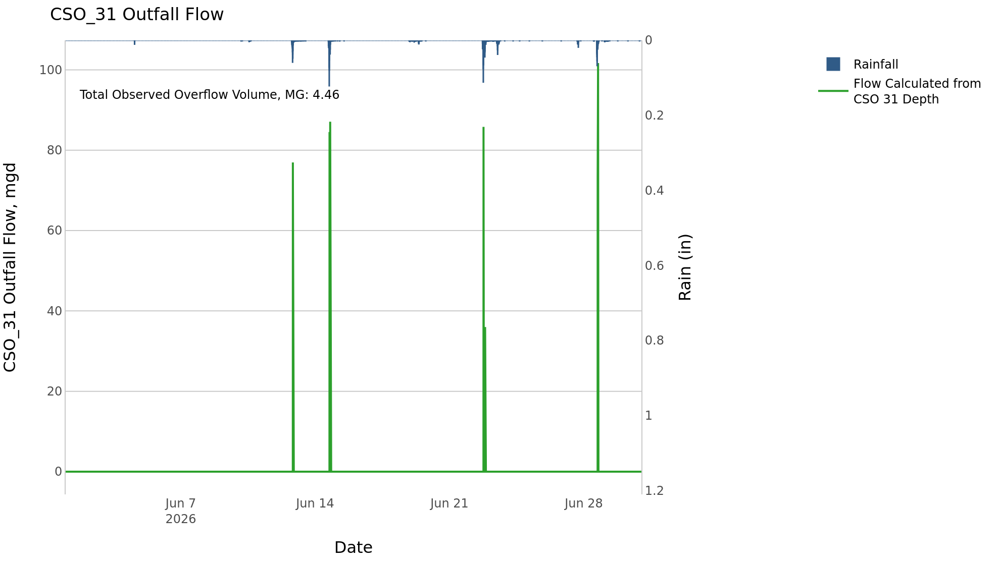 CSO_31 Outfall Flow
0
Rainfall
Flow Calculated from
CSO 31 Depth
100
Total Observed Overflow Volume, MG: 4.46
0.2
80
0.4
60
0.6
40
0.8
20
1
0
1.2
CSO_31 Outfall Flow, mgd
Rain (in)
Jun 7
2026
Jun 14
Jun 21
Jun 28
Date